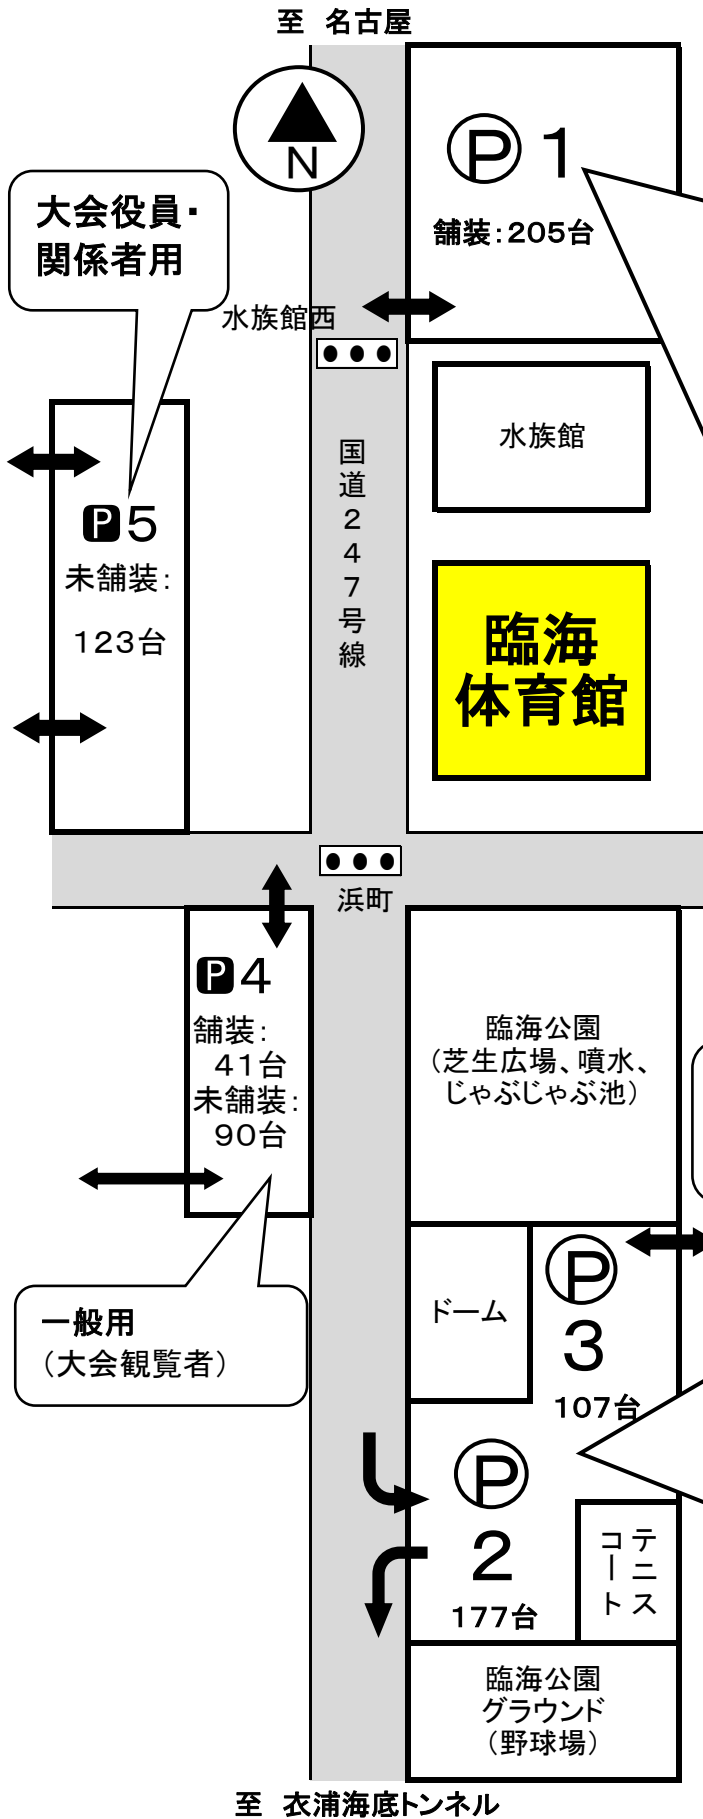 至 名古屋
N
P 1
舗装：205台
大会役員・
関係者用
水族館西
水族館
国道２４７号線
P5
未舗装：
123台
臨海
体育館
浜町
P4
舗装：
41台
未舗装：
90台
臨海公園
（芝生広場、噴水、
じゃぶじゃぶ池）
P
3
107台
ドーム
一般用
（大会観覧者）
P
2
177台
テニス
コート
臨海公園
グラウンド
（野球場）
至 衣浦海底トンネル